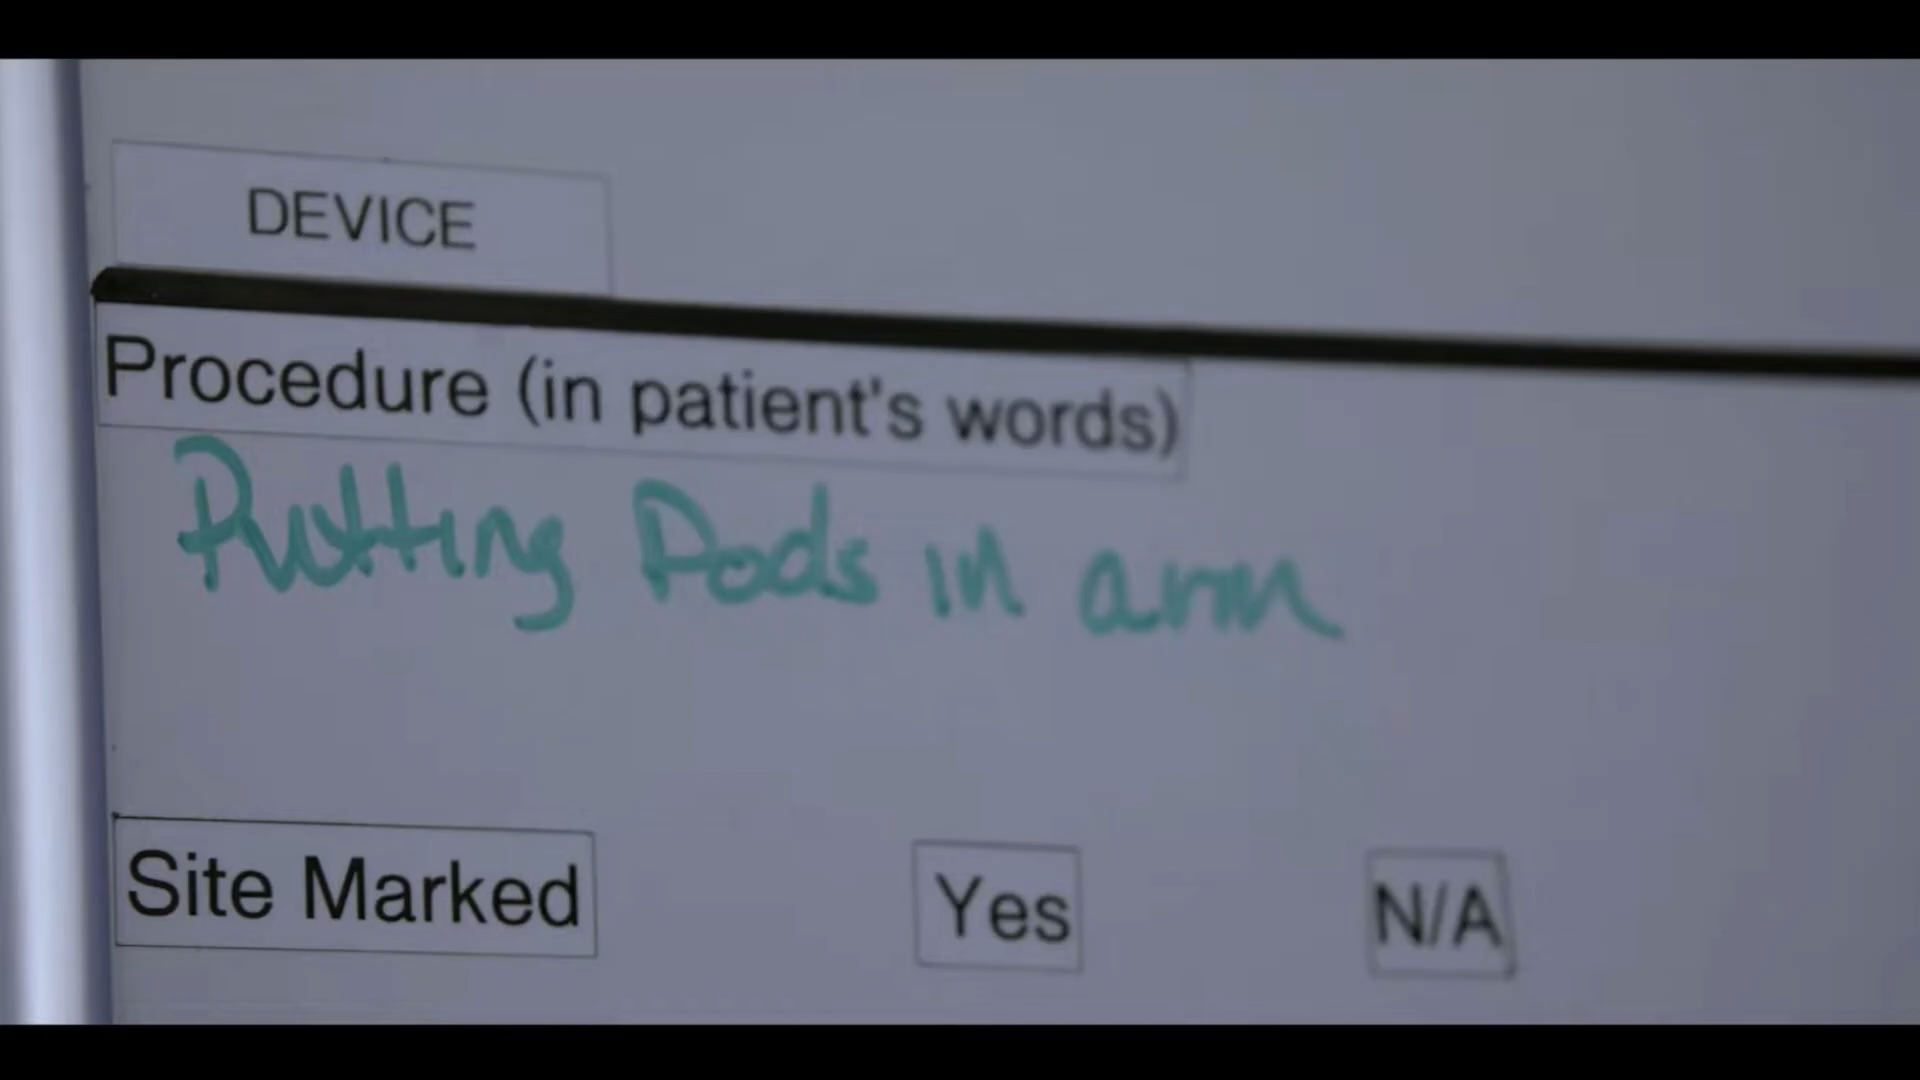 DEVICE
Procedure (in patient's words)
Putting Rods in arm
Site Marked Yes N/A